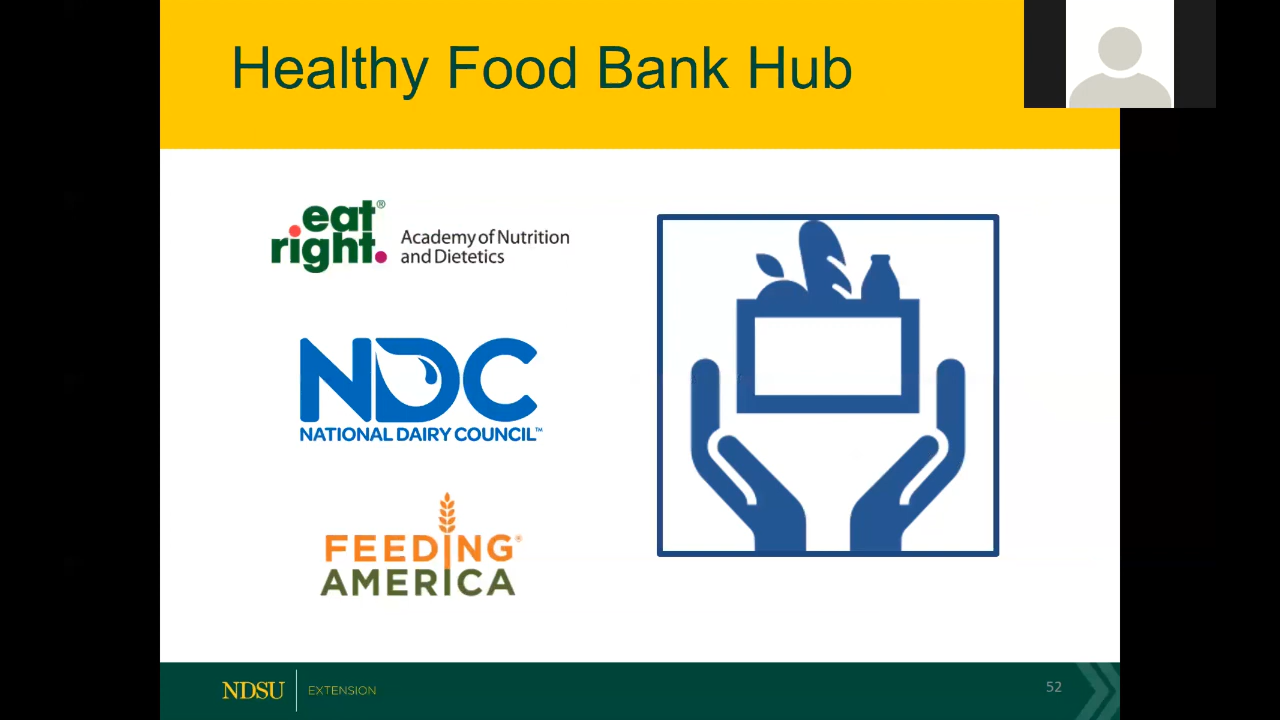 Healthy Food Bank Hub
eat®
right.
Academy of Nutrition
and Dietetics
NDC
NATIONAL DAIRY COUNCIL™
FEEDING®
AMERICA
NDSU
EXTENSION
52